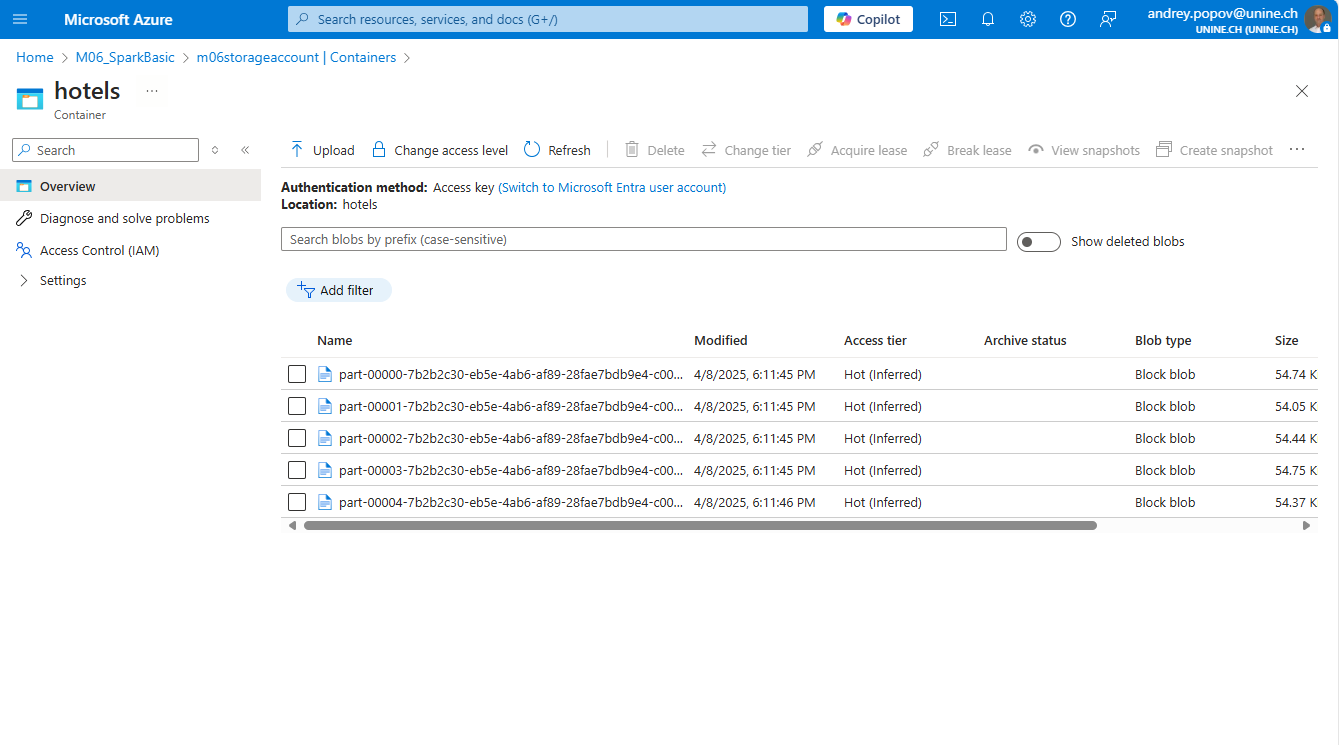 Microsoft Azure
Search resources, services, and docs (G+/)
Copilot
andrey.popov@unine.ch
UNINE.CH (UNINE.CH)
Home > M06_SparkBasic > m06storageaccount | Containers >
hotels ...
Container
Search
Upload Change access level Refresh Delete Change tier Acquire lease Break lease View snapshots Create snapshot ...
Overview
Diagnose and solve problems
Access Control (IAM)
Settings
Authentication method: Access key (Switch to Microsoft Entra user account)
Location: hotels
Search blobs by prefix (case-sensitive)
Show deleted blobs
Add filter
Name Modified Access tier Archive status Blob type Size
part-00000-7b2b2c30-eb5e-4ab6-af89-28fae7bdb9e4-c00... 4/8/2025, 6:11:45 PM Hot (Inferred) Block blob 54.74 K
part-00001-7b2b2c30-eb5e-4ab6-af89-28fae7bdb9e4-c00... 4/8/2025, 6:11:45 PM Hot (Inferred) Block blob 54.05 K
part-00002-7b2b2c30-eb5e-4ab6-af89-28fae7bdb9e4-c00... 4/8/2025, 6:11:45 PM Hot (Inferred) Block blob 54.44 K
part-00003-7b2b2c30-eb5e-4ab6-af89-28fae7bdb9e4-c00... 4/8/2025, 6:11:45 PM Hot (Inferred) Block blob 54.75 K
part-00004-7b2b2c30-eb5e-4ab6-af89-28fae7bdb9e4-c00... 4/8/2025, 6:11:46 PM Hot (Inferred) Block blob 54.37 K